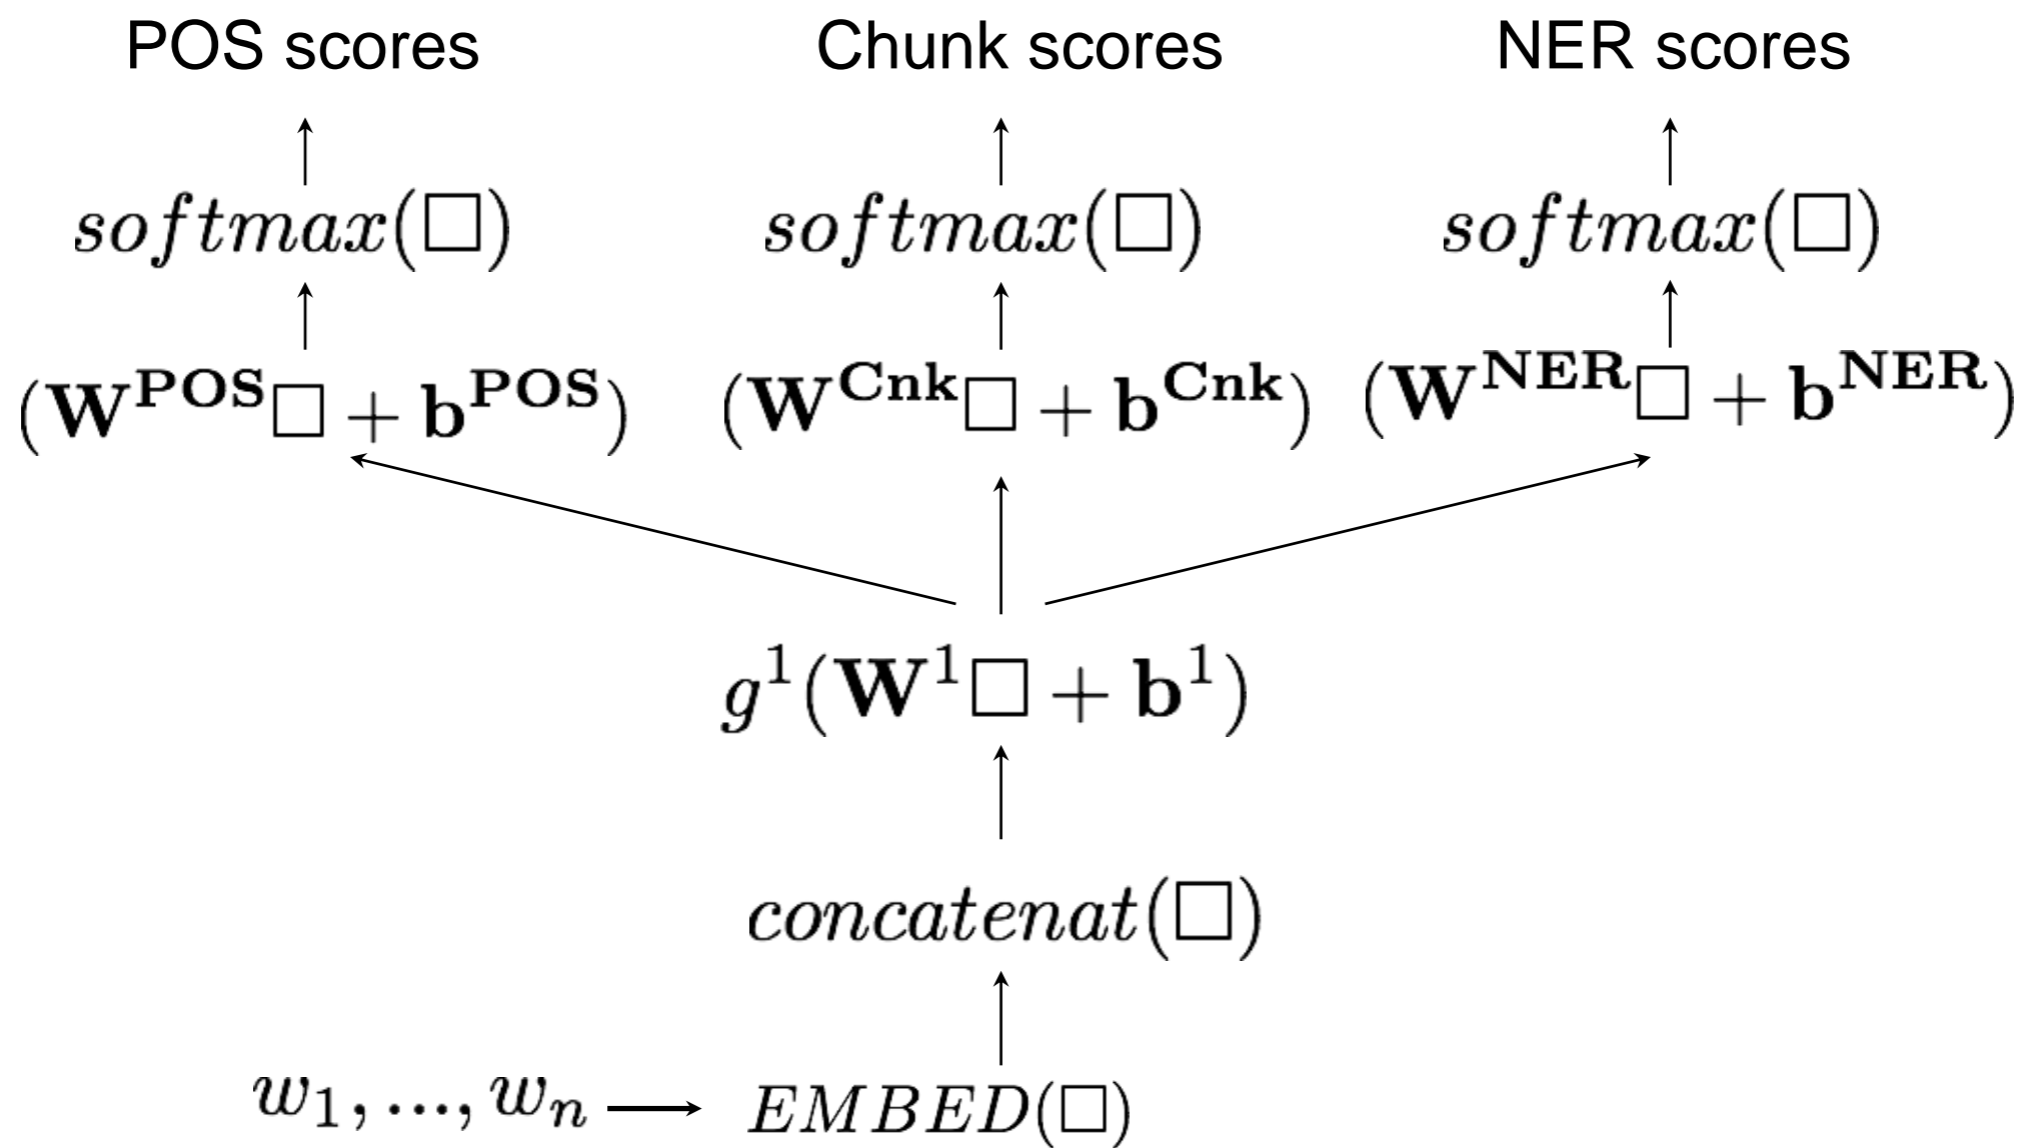 POS scores Chunk scores NER scores
softmax(□) softmax(□) softmax(□)
(W^POS□ + b^POS) (W^Cnk□ + b^Cnk) (W^NER□ + b^NER)
g^1(W^1□ + b^1)
concatenat(□)
w_1, ..., w_n EMBED(□)